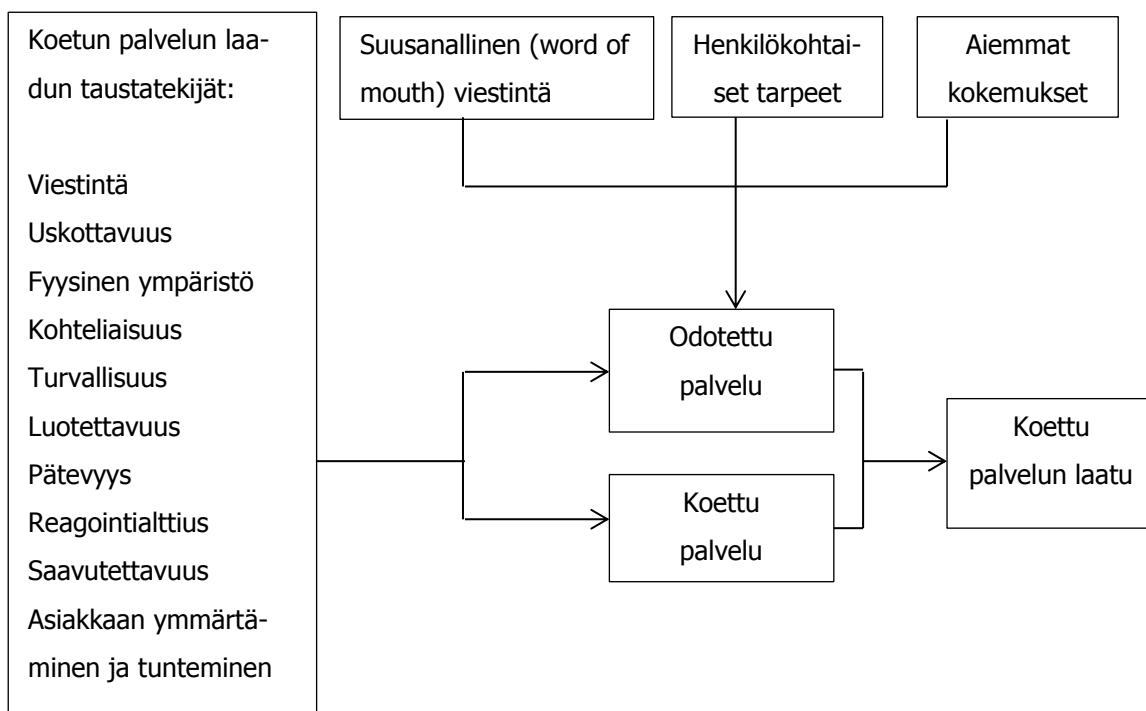 Koetun palvelun laa-
dun taustatekijät:
Viestintä
Uskottavuus
Fyysinen ympäristö
Kohteliaisuus
Turvallisuus
Luotettavuus
Pätevyys
Reagointialttius
Saavutettavuus
Asiakkaan ymmärtä-
minen ja tunteminen
Suusanallinen (word of
mouth) viestintä
Henkilökohtai-
set tarpeet
Aiemmat
kokemukset
Odotettu
palvelu
Koettu
palvelu
Koettu
palvelun laatu